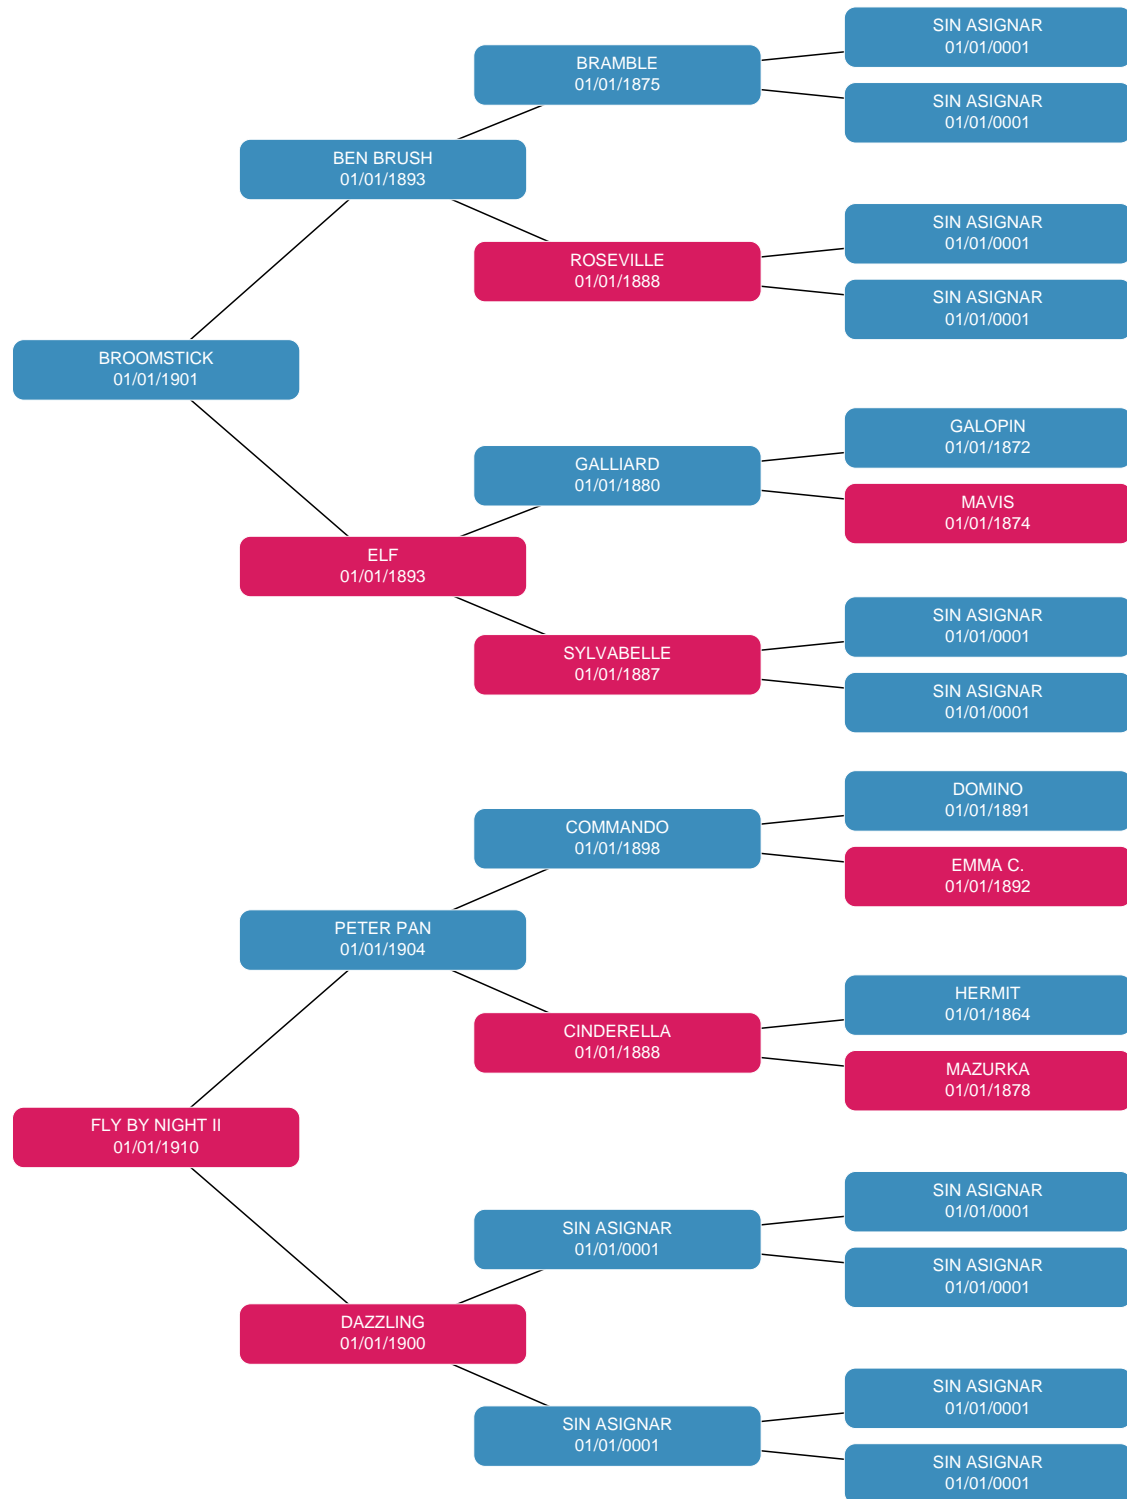 SIN ASIGNAR
01/01/0001
BRAMBLE
01/01/1875
SIN ASIGNAR
01/01/0001
BEN BRUSH
01/01/1893
SIN ASIGNAR
01/01/0001
ROSEVILLE
01/01/1888
SIN ASIGNAR
01/01/0001
BROOMSTICK
01/01/1901
GALOPIN
01/01/1872
GALLIARD
01/01/1880
MAVIS
01/01/1874
ELF
01/01/1893
SIN ASIGNAR
01/01/0001
SYLVABELLE
01/01/1887
SIN ASIGNAR
01/01/0001
DOMINO
01/01/1891
COMMANDO
01/01/1898
EMMA C.
01/01/1892
PETER PAN
01/01/1904
HERMIT
01/01/1864
CINDERELLA
01/01/1888
MAZURKA
01/01/1878
FLY BY NIGHT II
01/01/1910
SIN ASIGNAR
01/01/0001
SIN ASIGNAR
01/01/0001
SIN ASIGNAR
01/01/0001
DAZZLING
01/01/1900
SIN ASIGNAR
01/01/0001
SIN ASIGNAR
01/01/0001
SIN ASIGNAR
01/01/0001